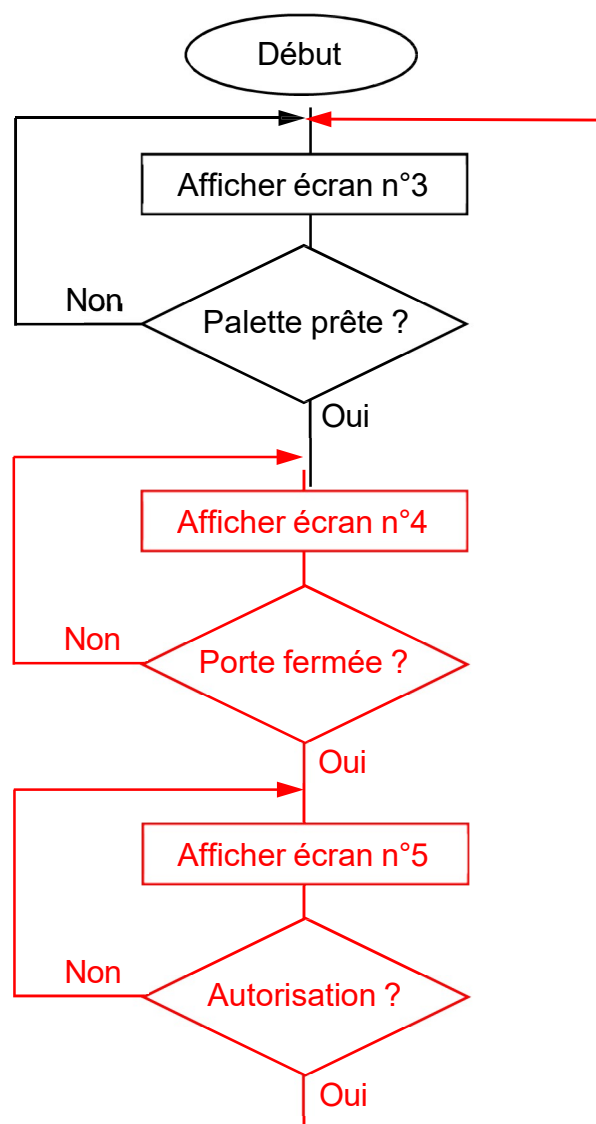 Début
Afficher écran n°3
Non
Palette prête ?
Oui
Afficher écran n°4
Non
Porte fermée ?
Oui
Afficher écran n°5
Non
Autorisation ?
Oui